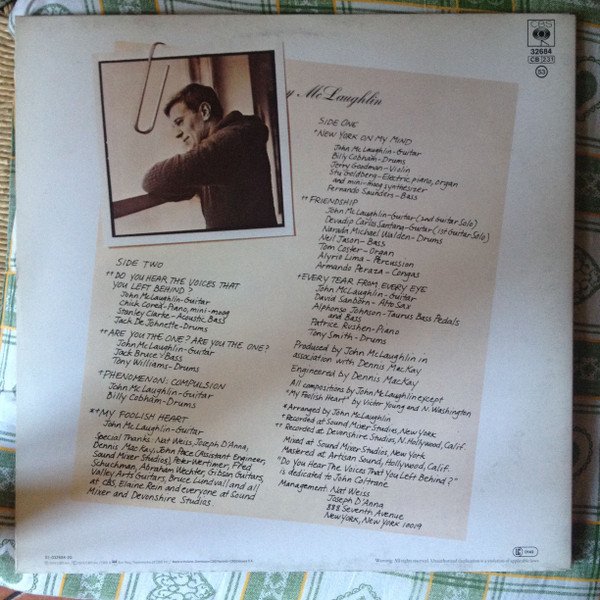 CBS
32684
CB 231
53
y McLaughlin
SIDE ONE
*NEW YORK ON MY MIND
John McLaughlin-Guitar
Billy Cobham-Drums
Jerry Goodman-Violin
Stu Goldberg-Electric piano, organ
and mini-moog synthesizer
Fernando Saunders-Bass
**FRIENDSHIP
John McLaughlin-Guitar (2nd Guitar Solo)
Devadip Carlos Santana-Guitar (1st Guitar Solo)
Narada Michael Walden-Drums
Neil Jason-Bass
Tom Coster-Organ
Alyrio Lima-Percussion
Armando Peraza-Congas
+EVERY TEAR FROM EVERY EYE
John McLaughlin-Guitar
David Sanborn-Alto Sax
Alphonso Johnson-Taurus Bass Pedals
and Bass
Patrice Rushen-Piano
Tony Smith-Drums
Produced by John McLaughlin in
association with Dennis MacKay
Engineered by Dennis MacKay
All compositions by John McLaughlin except
"My Foolish Heart" by Victor Young and N. Washington
*Arranged by John McLaughlin
+Recorded at Sound Mixer Studios, New York
++ Recorded at Devonshire Studios, N. Hollywood, Calif.
Mixed at Sound Mixer Studios, New York
Mastered at Artisan Sound, Hollywood, Calif.
"Do You Hear The Voices That You Left Behind?"
is dedicated to John Coltrane
Management: Nat Weiss
Joseph D'Anna
888 Seventh Avenue
New York, New York 10019
SIDE TWO
++DO YOU HEAR THE VOICES THAT
YOU LEFT BEHIND?
John McLaughlin-Guitar
Chick Corea-Piano, mini-moog
Stanley Clarke-Acoustic Bass
Jack DeJohnette-Drums
++ARE YOU THE ONE? ARE YOU THE ONE?
John McLaughlin-Guitar
Jack Bruce-Bass
Tony Williams-Drums
+PHENOMENON: COMPULSION
John McLaughlin-Guitar
Billy Cobham-Drums
*+MY FOOLISH HEART
John McLaughlin-Guitar
Special Thanks: Nat Weiss, Joseph D'Anna,
Dennis MacKay, John Pace (Assistant Engineer,
Sound Mixer Studios), Peter Wertimer, Fred
Schuchman, Abraham Wechter, Gibson Guitars,
Valley Arts Guitars, Bruce Lundvall and all
at CBS, Elaine Rein and everyone at Sound
Mixer and Devonshire Studios.
Warning: All rights reserved. Unauthorized duplication is a violation of applicable laws.